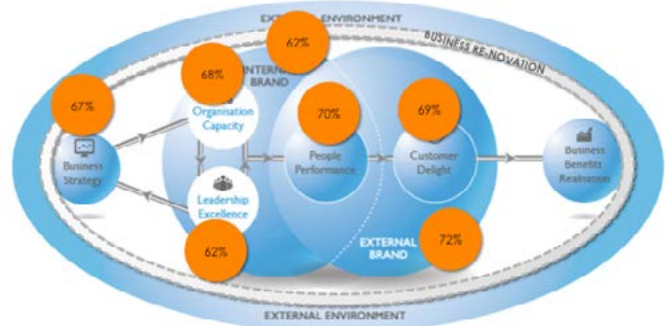 EXTERNAL ENVIRONMENT
62%
BUSINESS RE-NOVATION
68%
INTERNAL
BRAND
67%
Organisation
Capacity
70%
69%
Business
Strategy
People
Performance
Customer
Delight
Business
Benefits
Realisation
Leadership
Excellence
62%
EXTERNAL
BRAND
72%
EXTERNAL ENVIRONMENT